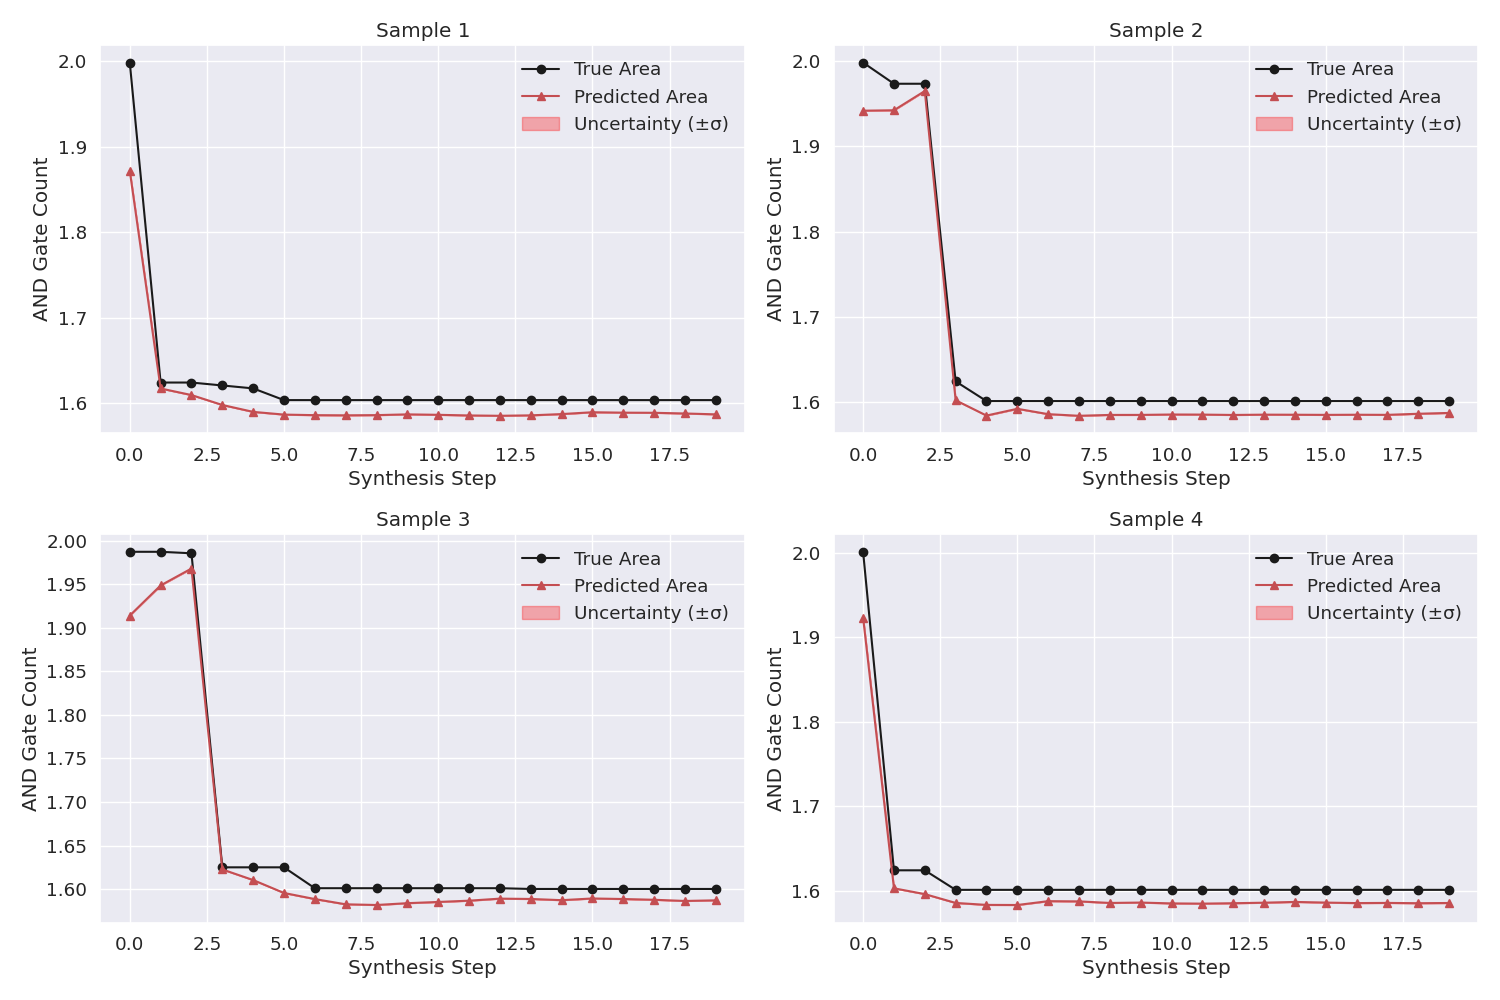 Sample 1
AND Gate Count
2.0
1.9
1.8
1.7
1.6
True Area
Predicted Area
Uncertainty (±σ)
0.0 2.5 5.0 7.5 10.0 12.5 15.0 17.5
Synthesis Step
Sample 2
AND Gate Count
2.0
1.9
1.8
1.7
1.6
True Area
Predicted Area
Uncertainty (±σ)
0.0 2.5 5.0 7.5 10.0 12.5 15.0 17.5
Synthesis Step
Sample 3
AND Gate Count
2.00
1.95
1.90
1.85
1.80
1.75
1.70
1.65
1.60
True Area
Predicted Area
Uncertainty (±σ)
0.0 2.5 5.0 7.5 10.0 12.5 15.0 17.5
Synthesis Step
Sample 4
AND Gate Count
2.0
1.9
1.8
1.7
1.6
True Area
Predicted Area
Uncertainty (±σ)
0.0 2.5 5.0 7.5 10.0 12.5 15.0 17.5
Synthesis Step